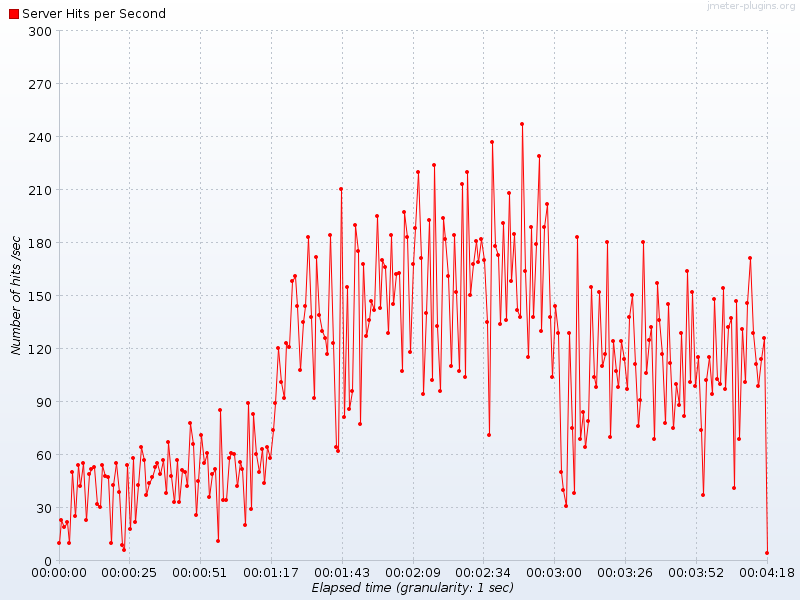 jmeter-plugins.org
Server Hits per Second
300
270
240
210
180
150
120
90
60
30
0
Number of hits /sec
00:00:00 00:00:25 00:00:51 00:01:17 00:01:43 00:02:09 00:02:34 00:03:00 00:03:26 00:03:52 00:04:18
Elapsed time (granularity: 1 sec)